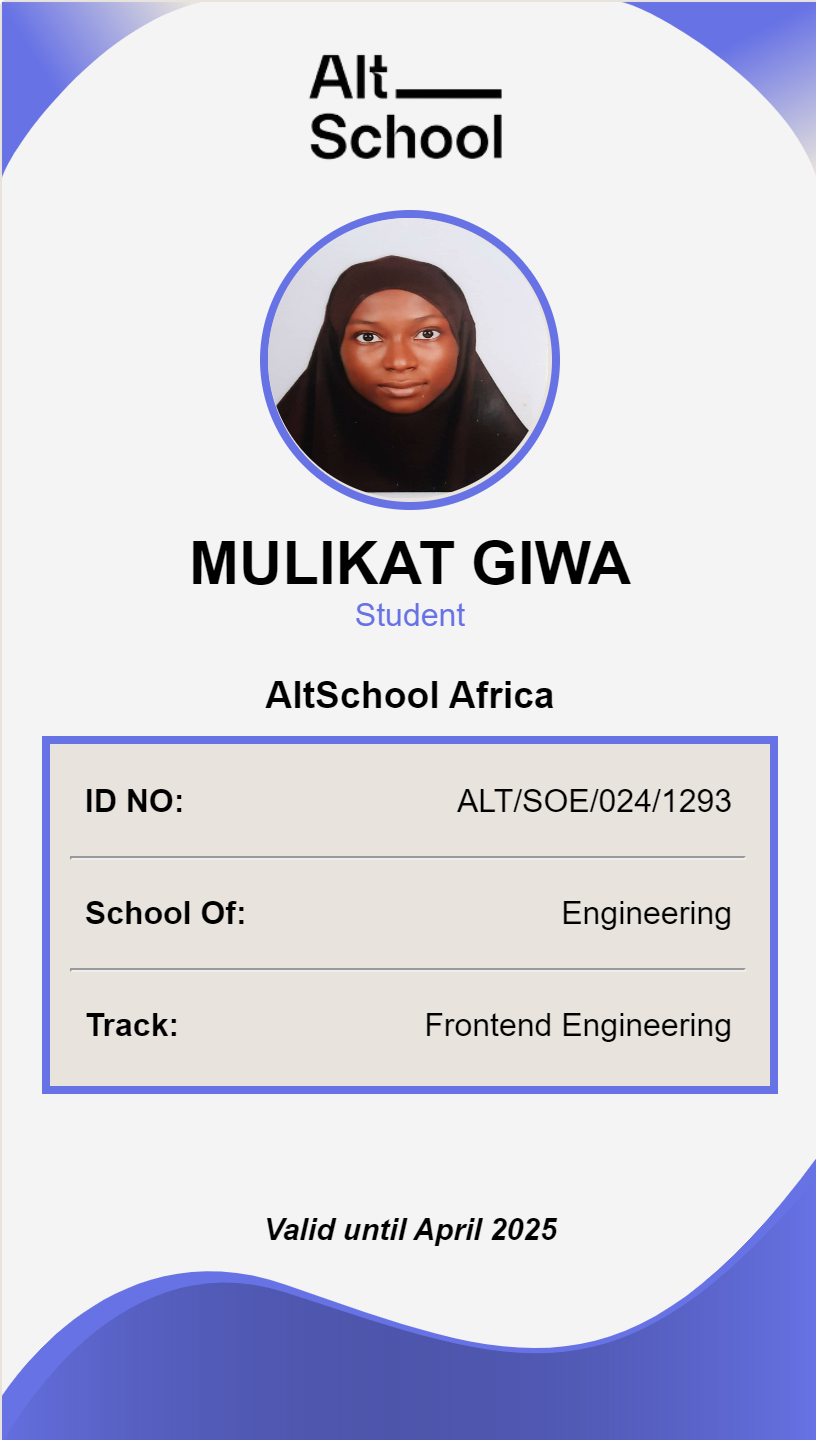 Alt
School
MULIKAT GIWA
Student
AltSchool Africa
ID NO: ALT/SOE/024/1293
School Of: Engineering
Track: Frontend Engineering
Valid until April 2025